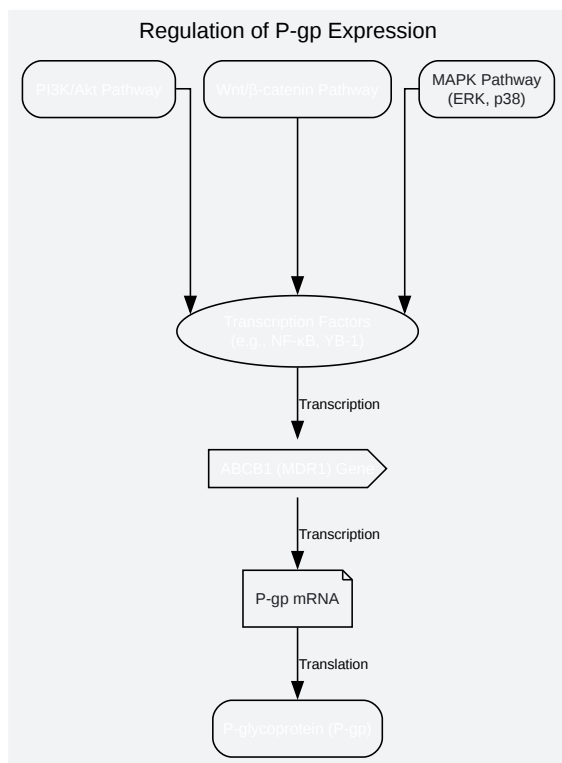 Regulation of P-gp Expression
PI3K/Akt Pathway
Wnt/β-catenin Pathway
MAPK Pathway
(ERK, p38)
Transcription Factors
(e.g., NF-κB, YB-1)
Transcription
ABCB1 (MDR1) Gene
Transcription
P-gp mRNA
Translation
P-glycoprotein (P-gp)